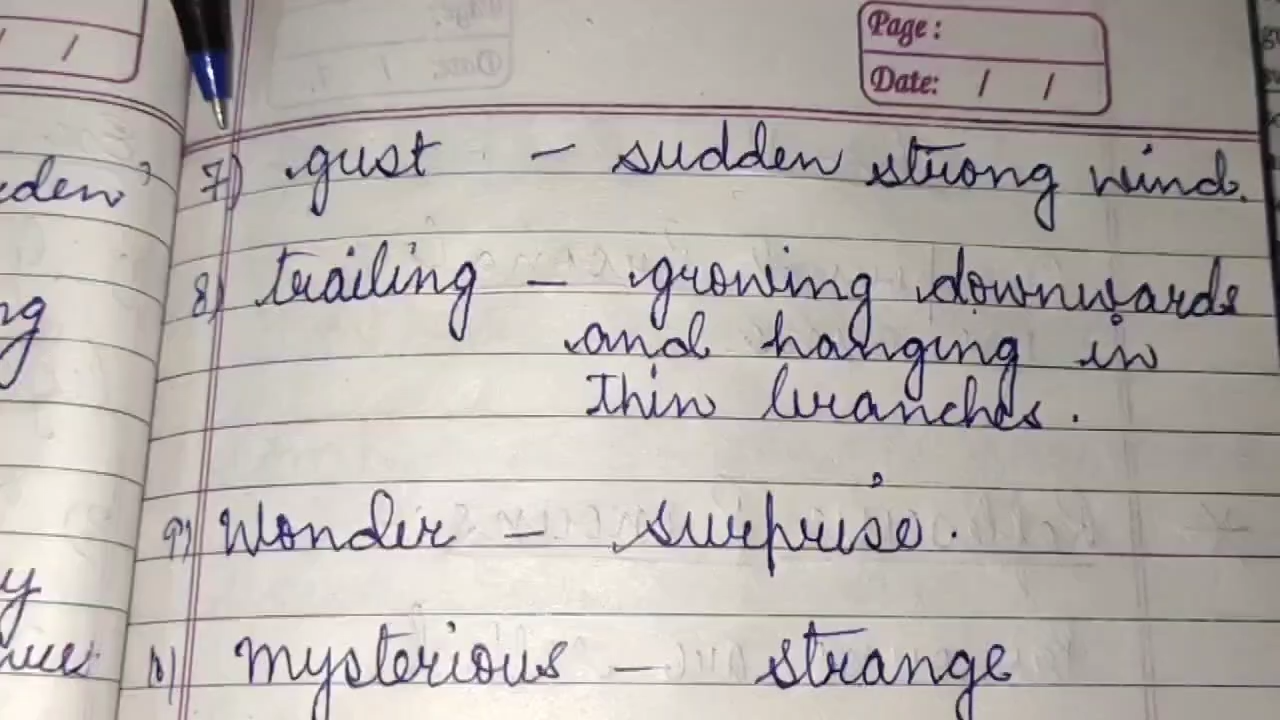 Page:
Date: / /
7) gust - sudden strong wind.
8) trailing - growing downwards
and hanging in
thin branches.
9) Wonder - surprise.
10) mysterious - strange